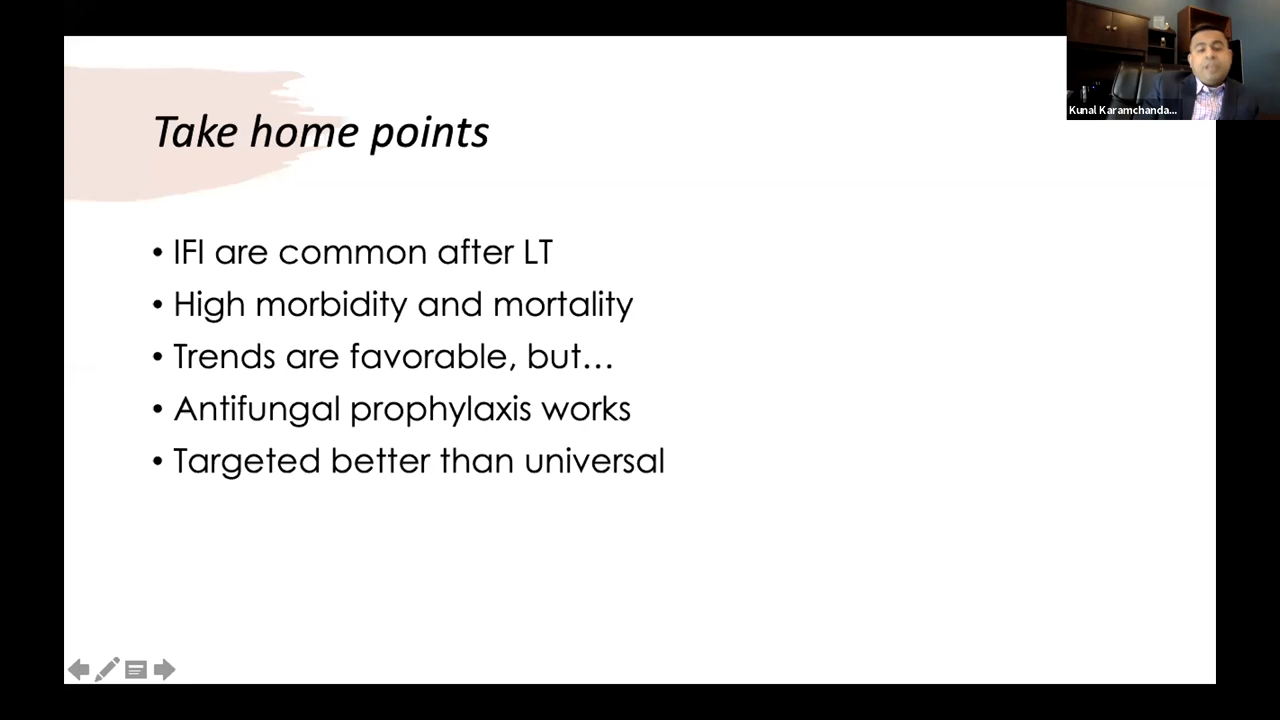 Kunal Karamchanda...
Take home points
• IFI are common after LT
• High morbidity and mortality
• Trends are favorable, but...
• Antifungal prophylaxis works
• Targeted better than universal